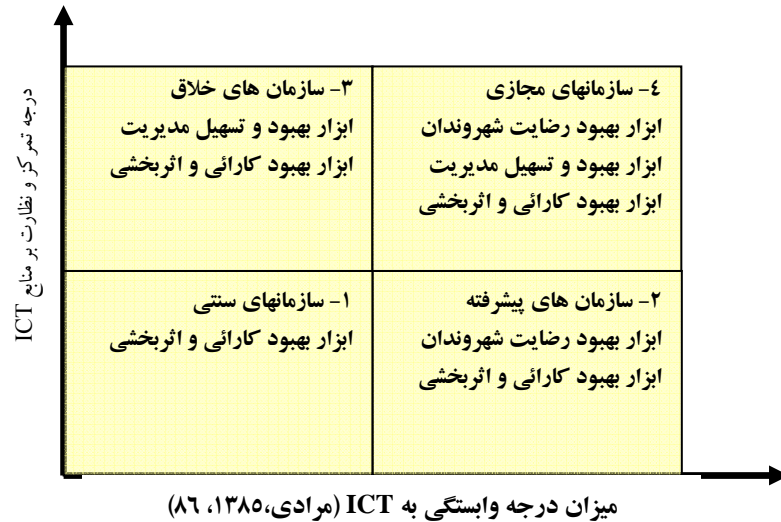 درجه تمرکز و نظارت بر منابع ICT
۳- سازمان های خلاق
ابزار بهبود و تسهیل مدیریت
ابزار بهبود کارائی و اثربخشی
٤- سازمانهای مجازی
ابزار بهبود رضایت شهروندان
ابزار بهبود و تسهیل مدیریت
ابزار بهبود کارائی و اثربخشی
۱- سازمانهای سنتی
ابزار بهبود کارائی و اثربخشی
۲- سازمان های پیشرفته
ابزار بهبود رضایت شهروندان
ابزار بهبود کارائی و اثربخشی
میزان درجه وابستگی به ICT (مرادی،۱۳۸٥، ۸٦)